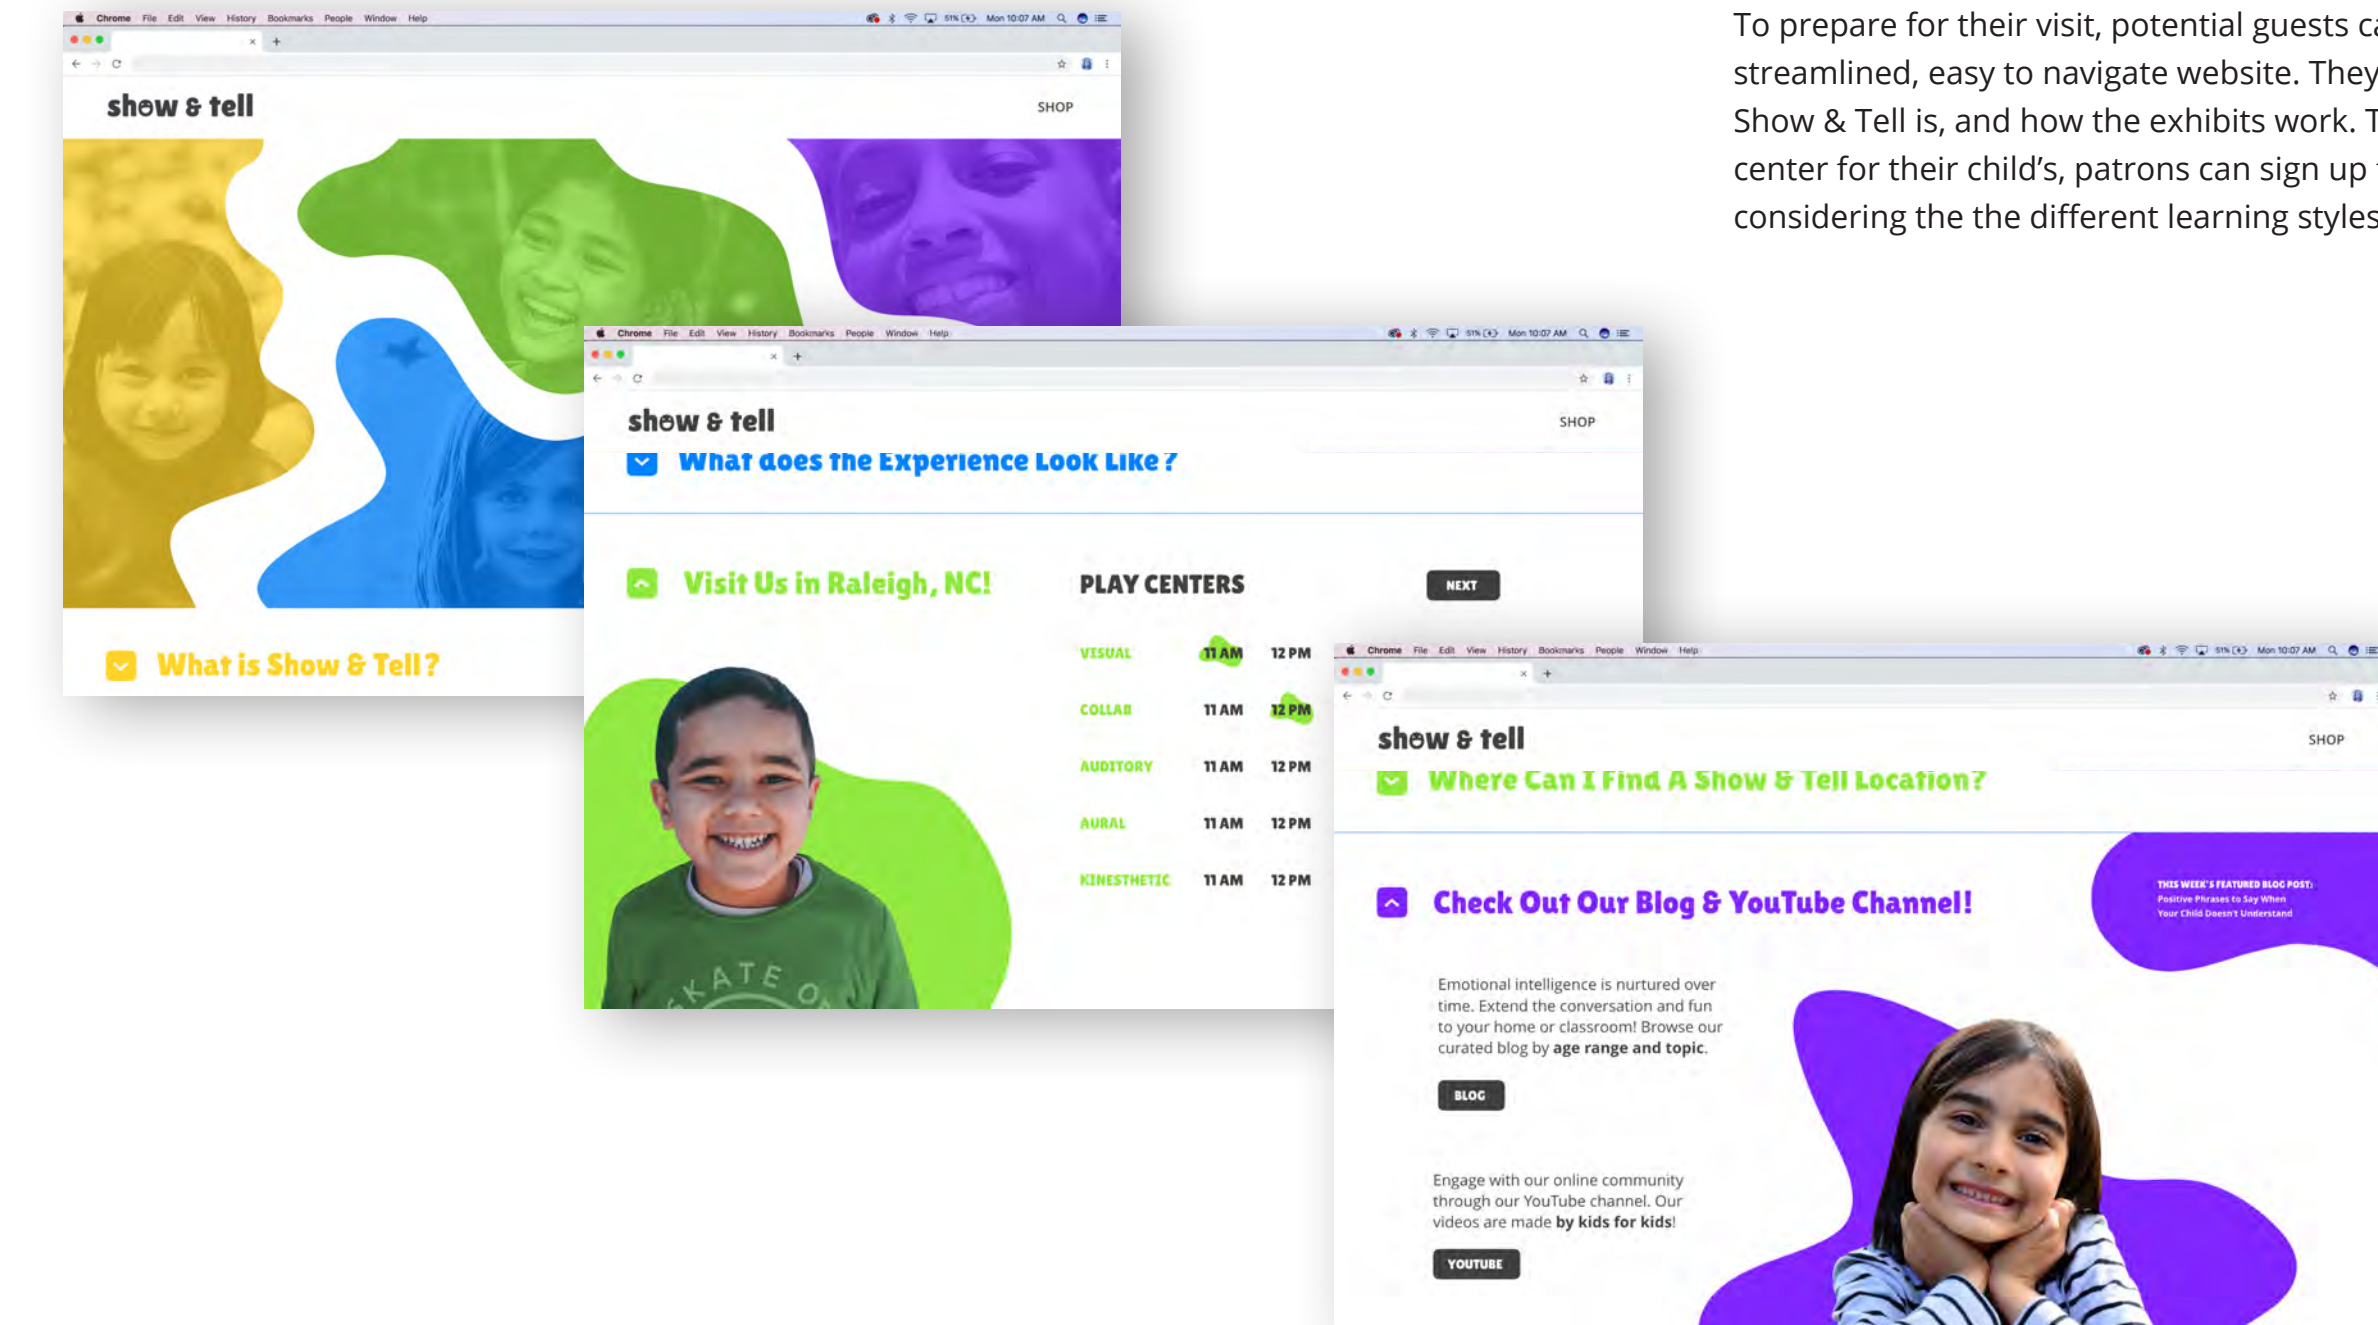 Chrome File Edit View History Bookmarks People Window Help 51% Mon 10:07 AM
show & tell
SHOP
What is Show & Tell?
To prepare for their visit, potential guests
streamlined, easy to navigate website. They
Show & Tell is, and how the exhibits work.
center for their child's, patrons can sign up
considering the the different learning styles
Chrome File Edit View History Bookmarks People Window Help 51% Mon 10:07 AM
show & tell
SHOP
What does the Experience Look Like?
Visit Us in Raleigh, NC!
PLAY CENTERS
NEXT
VISUAL 11 AM 12 PM
COLLAB 11 AM 12 PM
AUDITORY 11 AM 12 PM
AURAL 11 AM 12 PM
KINESTHETIC 11 AM 12 PM
SKATE
Chrome File Edit View History Bookmarks People Window Help 51% Mon 10:07 AM
show & tell
SHOP
Where Can I Find A Show & Tell Location?
Check Out Our Blog & YouTube Channel!
THIS WEEK'S FEATURED BLOG POST:
Positive Phrases to Say When
Your Child Doesn't Understand
Emotional intelligence is nurtured over
time. Extend the conversation and fun
to your home or classroom! Browse our
curated blog by age range and topic.
BLOG
Engage with our online community
through our YouTube channel. Our
videos are made by kids for kids!
YOUTUBE